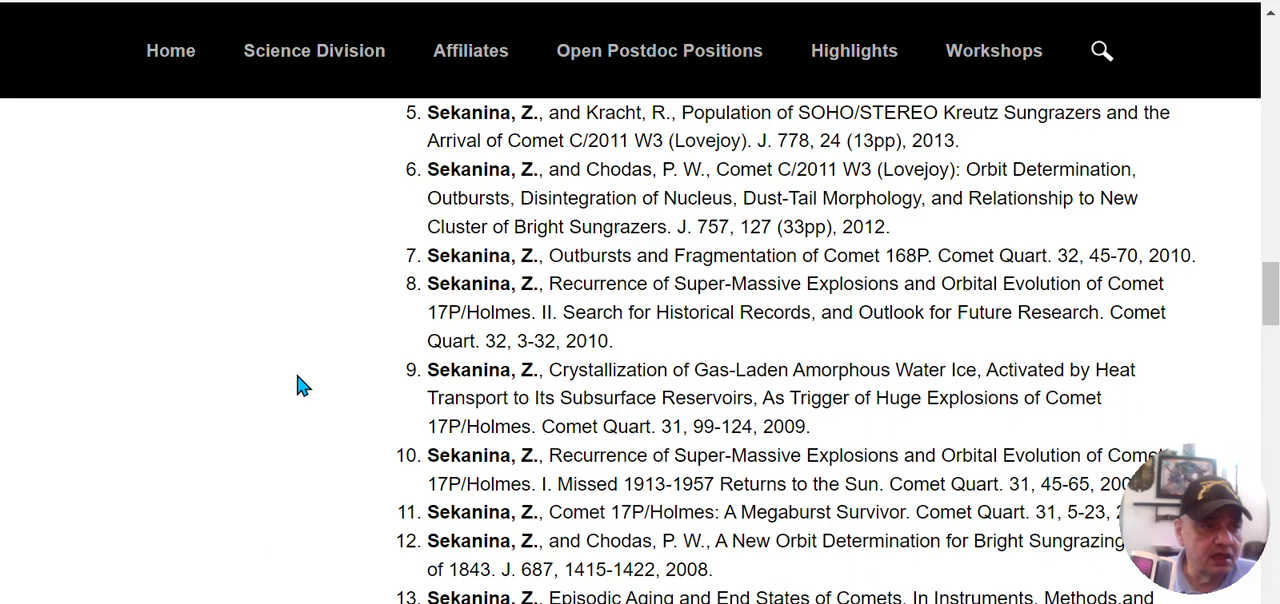 Home Science Division Affiliates Open Postdoc Positions Highlights Workshops
5. Sekanina, Z., and Kracht, R., Population of SOHO/STEREO Kreutz Sungrazers and the
Arrival of Comet C/2011 W3 (Lovejoy). J. 778, 24 (13pp), 2013.
6. Sekanina, Z., and Chodas, P. W., Comet C/2011 W3 (Lovejoy): Orbit Determination,
Outbursts, Disintegration of Nucleus, Dust-Tail Morphology, and Relationship to New
Cluster of Bright Sungrazers. J. 757, 127 (33pp), 2012.
7. Sekanina, Z., Outbursts and Fragmentation of Comet 168P. Comet Quart. 32, 45-70, 2010.
8. Sekanina, Z., Recurrence of Super-Massive Explosions and Orbital Evolution of Comet
17P/Holmes. II. Search for Historical Records, and Outlook for Future Research. Comet
Quart. 32, 3-32, 2010.
9. Sekanina, Z., Crystallization of Gas-Laden Amorphous Water Ice, Activated by Heat
Transport to Its Subsurface Reservoirs, As Trigger of Huge Explosions of Comet
17P/Holmes. Comet Quart. 31, 99-124, 2009.
10. Sekanina, Z., Recurrence of Super-Massive Explosions and Orbital Evolution of Comet
17P/Holmes. I. Missed 1913-1957 Returns to the Sun. Comet Quart. 31, 45-65,
11. Sekanina, Z., Comet 17P/Holmes: A Megaburst Survivor. Comet Quart. 31, 5-23,
12. Sekanina, Z., and Chodas, P. W., A New Orbit Determination for Bright Sungrazing
of 1843. J. 687, 1415-1422, 2008.
13. Sekanina, Z., Episodic Aging and End States of Comets. In Instruments, Methods,and